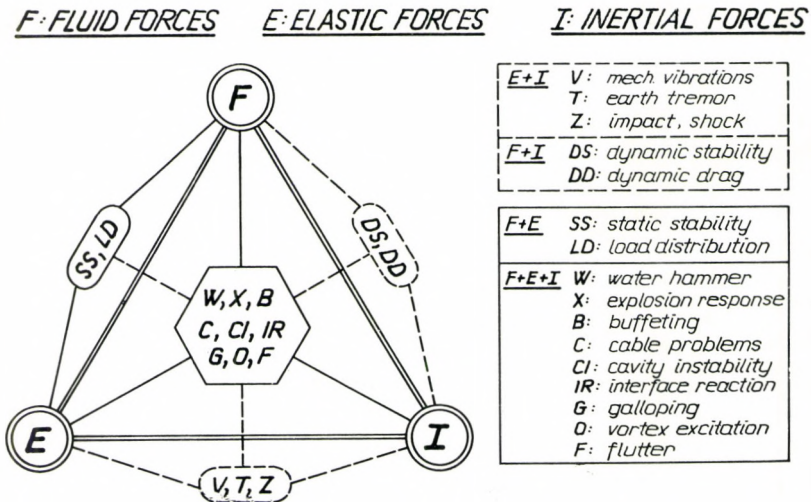 F: FLUID FORCES E: ELASTIC FORCES I: INERTIAL FORCES
F
SS, LD
DS, DD
W, X, B
C, CI, IR
G, O, F
E
I
V, T, Z
E+I V: mech. vibrations
T: earth tremor
Z: impact, shock
F+I DS: dynamic stability
DD: dynamic drag
F+E SS: static stability
LD: load distribution
F+E+I W: water hammer
X: explosion response
B: buffeting
C: cable problems
CI: cavity instability
IR: interface reaction
G: galloping
O: vortex excitation
F: flutter